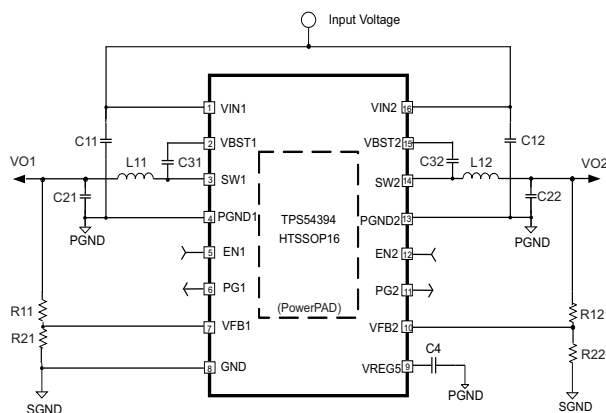 Input Voltage
1 VIN1 VIN2 16
C11 C12
2 VBST1 VBST2 15
VO1 L11 C31 C32 L12 VO2
3 SW1 SW2 14
C21 C22
TPS54394
HTSSOP16
4 PGND1 PGND2 13
PGND PGND
5 EN1 EN2 12
6 PG1 PG2 11
(PowerPAD)
R11 R12
7 VFB1 VFB2 10
R21 R22
8 GND VREG5 9
C4
PGND
SGND SGND